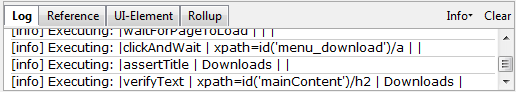 Log Reference UI-Element Rollup Info Clear
[info] Executing: |waitForPageToLoad | | |
[info] Executing: |clickAndWait | xpath=id('menu_download')/a | |
[info] Executing: |assertTitle | Downloads | |
[info] Executing: |verifyText | xpath=id('mainContent')/h2 | Downloads |